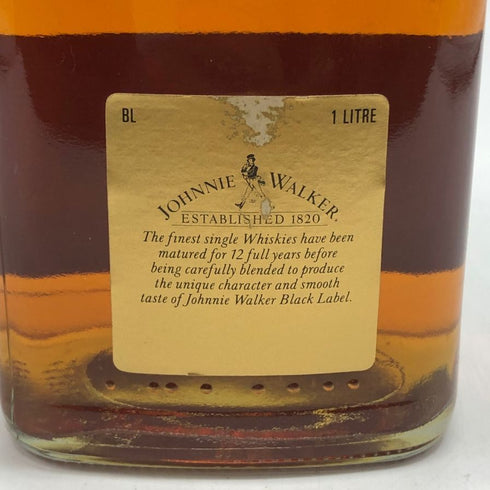 BL 1 LITRE
JOHNNIE WALKER.
ESTABLISHED 1820
The finest single Whiskies have been
matured for 12 full years before
being carefully blended to produce
the unique character and smooth
taste of Johnnie Walker Black Label.